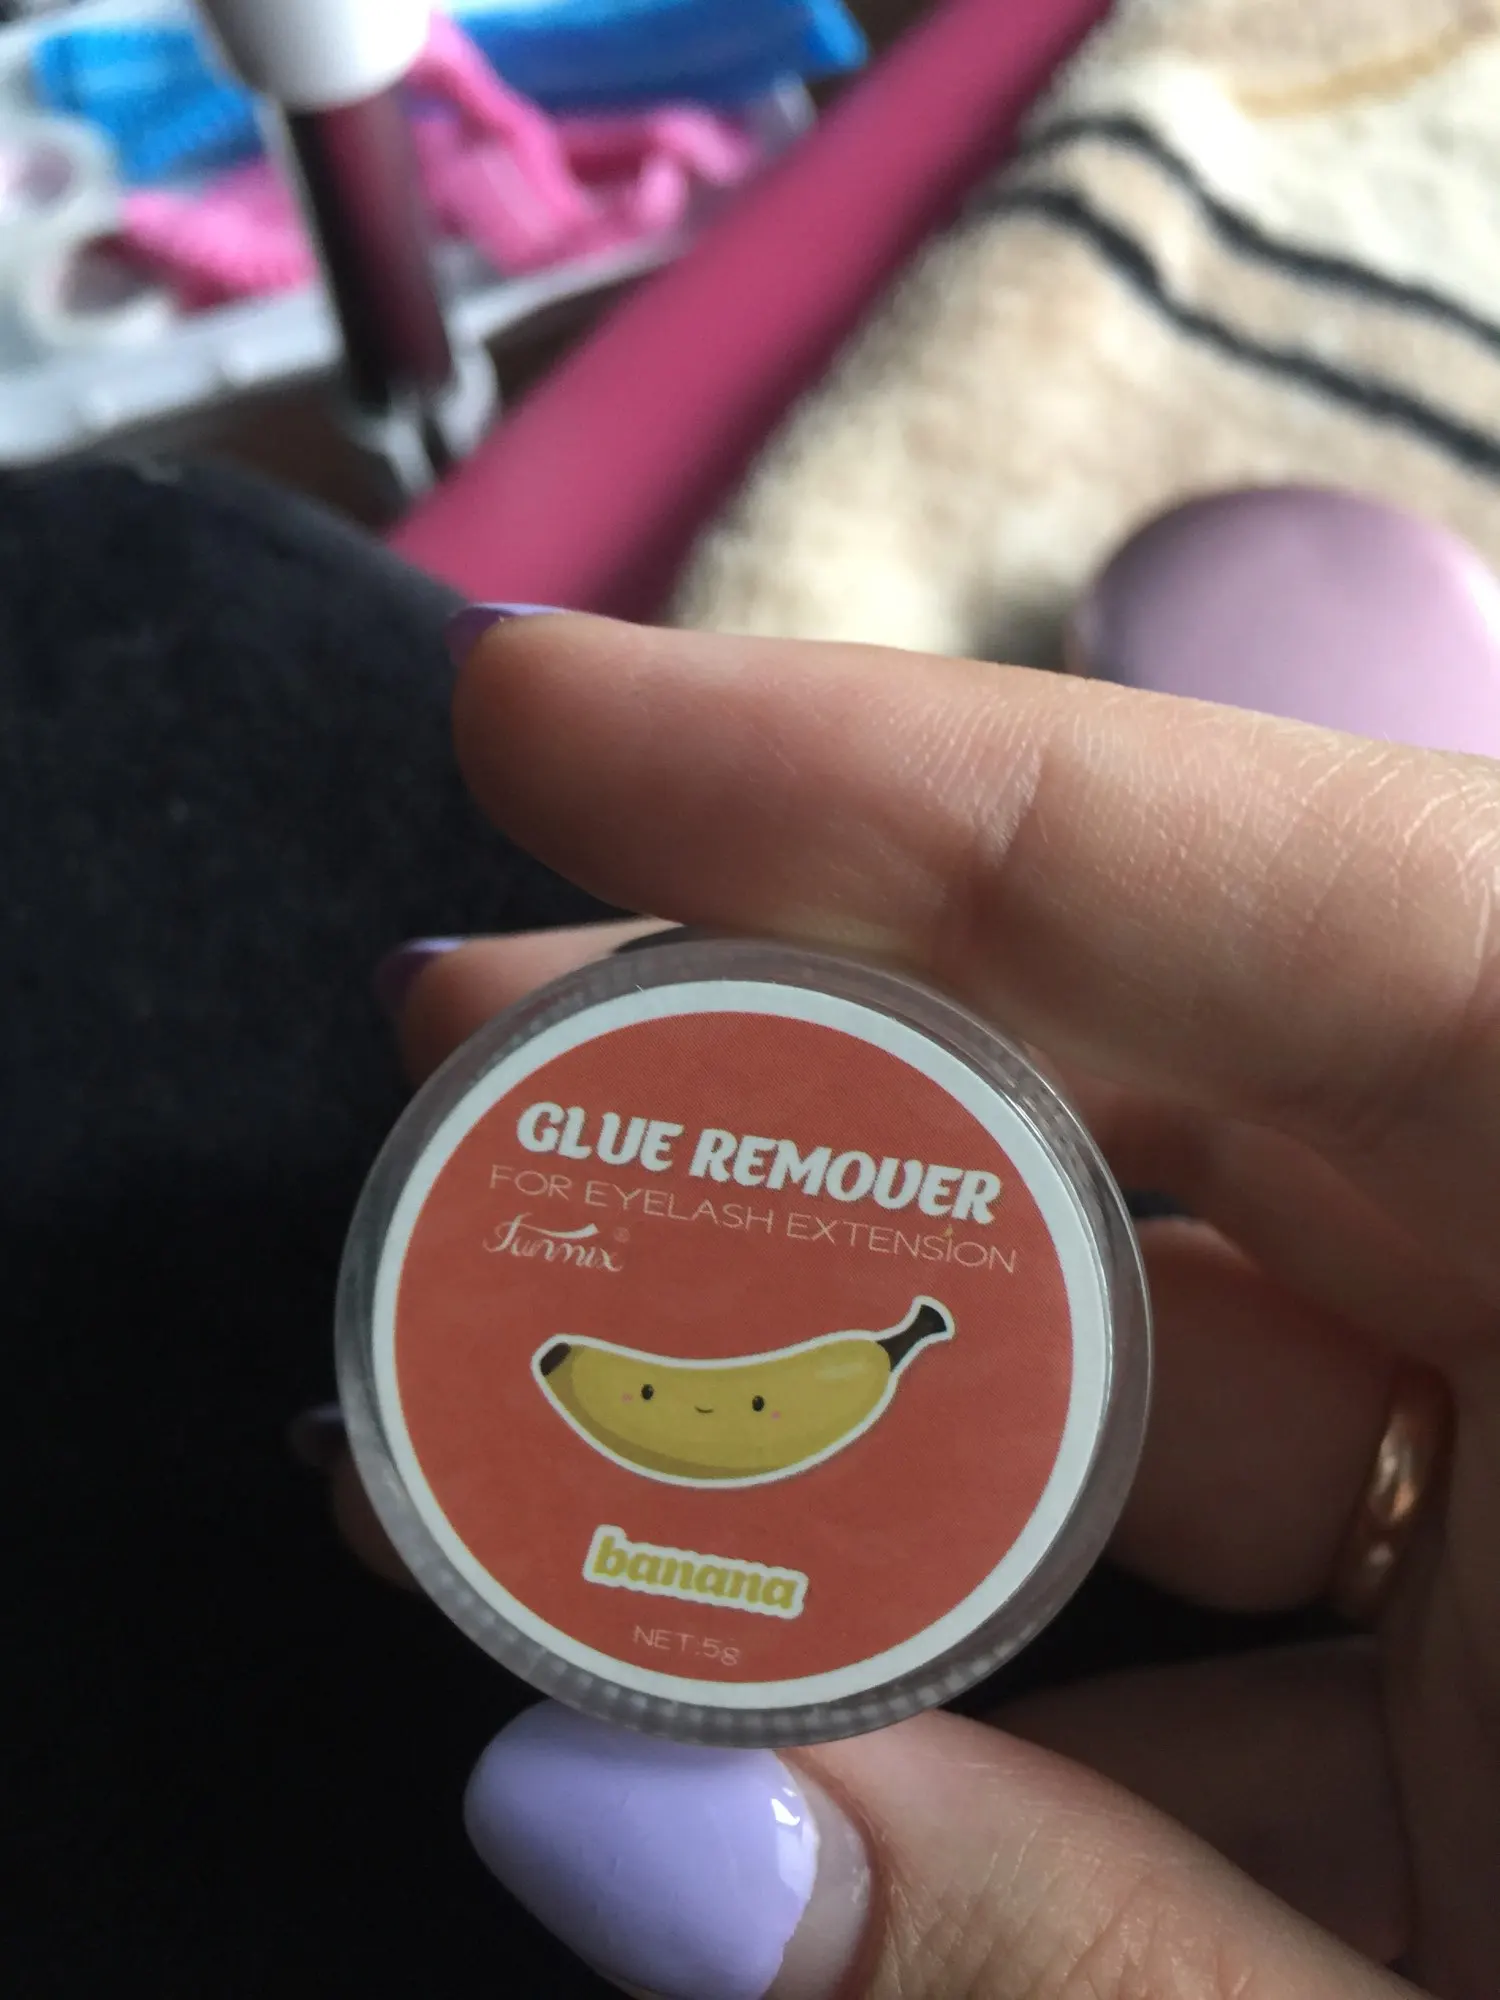 GLUE REMOVER
FOR EYELASH EXTENSION
Funmix®
banana
NET:5g